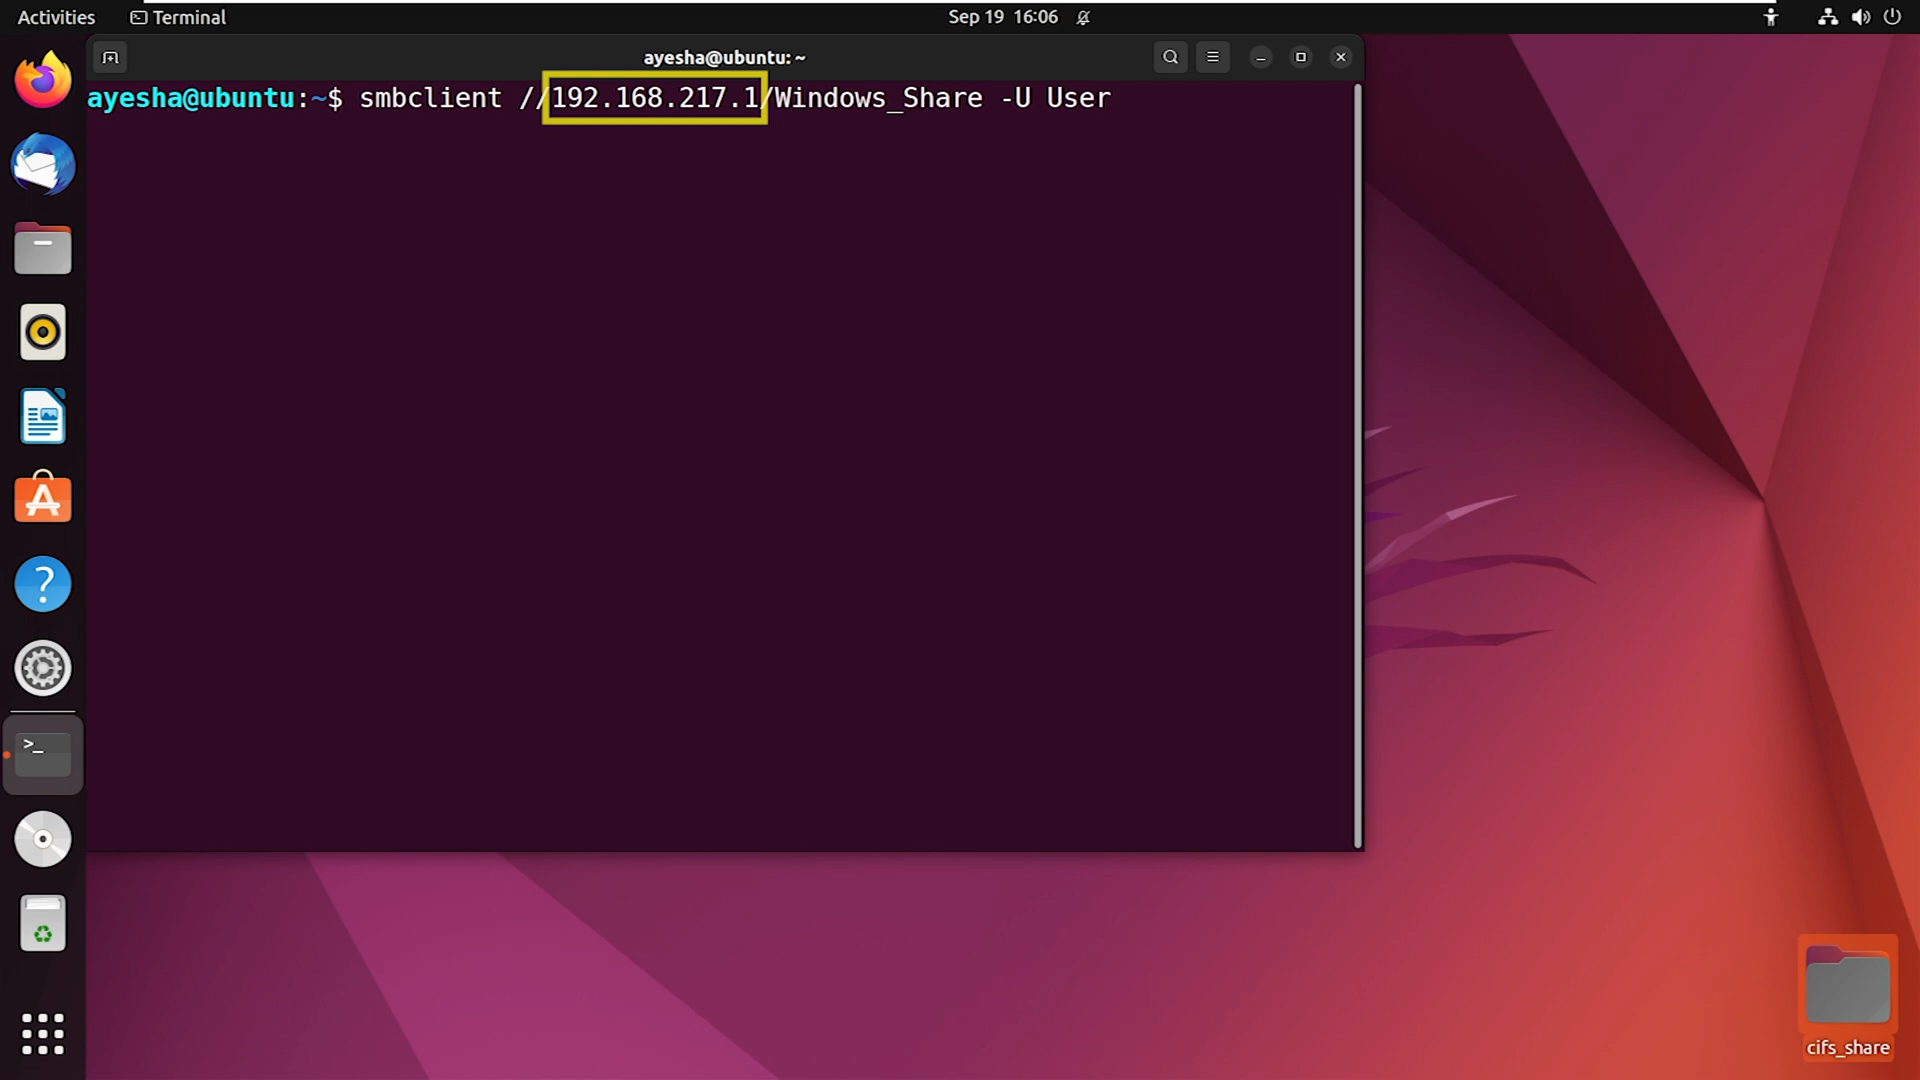 Activities Terminal Sep 19 16:06
ayesha@ubuntu: ~
ayesha@ubuntu:~$ smbclient //192.168.217.1/Windows_Share -U User
cifs_share